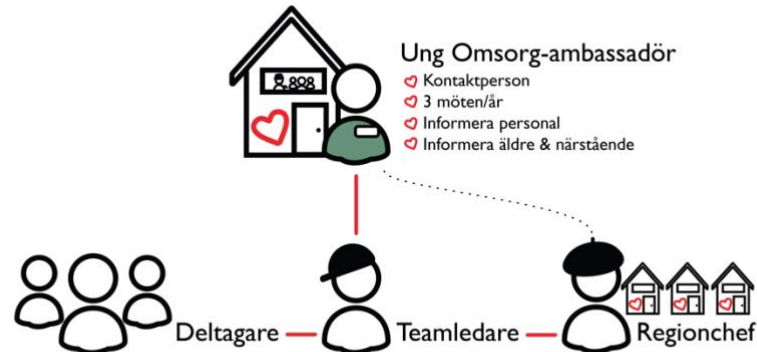 Ung Omsorg-ambassadör
Kontaktperson
3 möten/år
Informera personal
Informera äldre & närstående
Deltagare
Teamledare
Regionchef